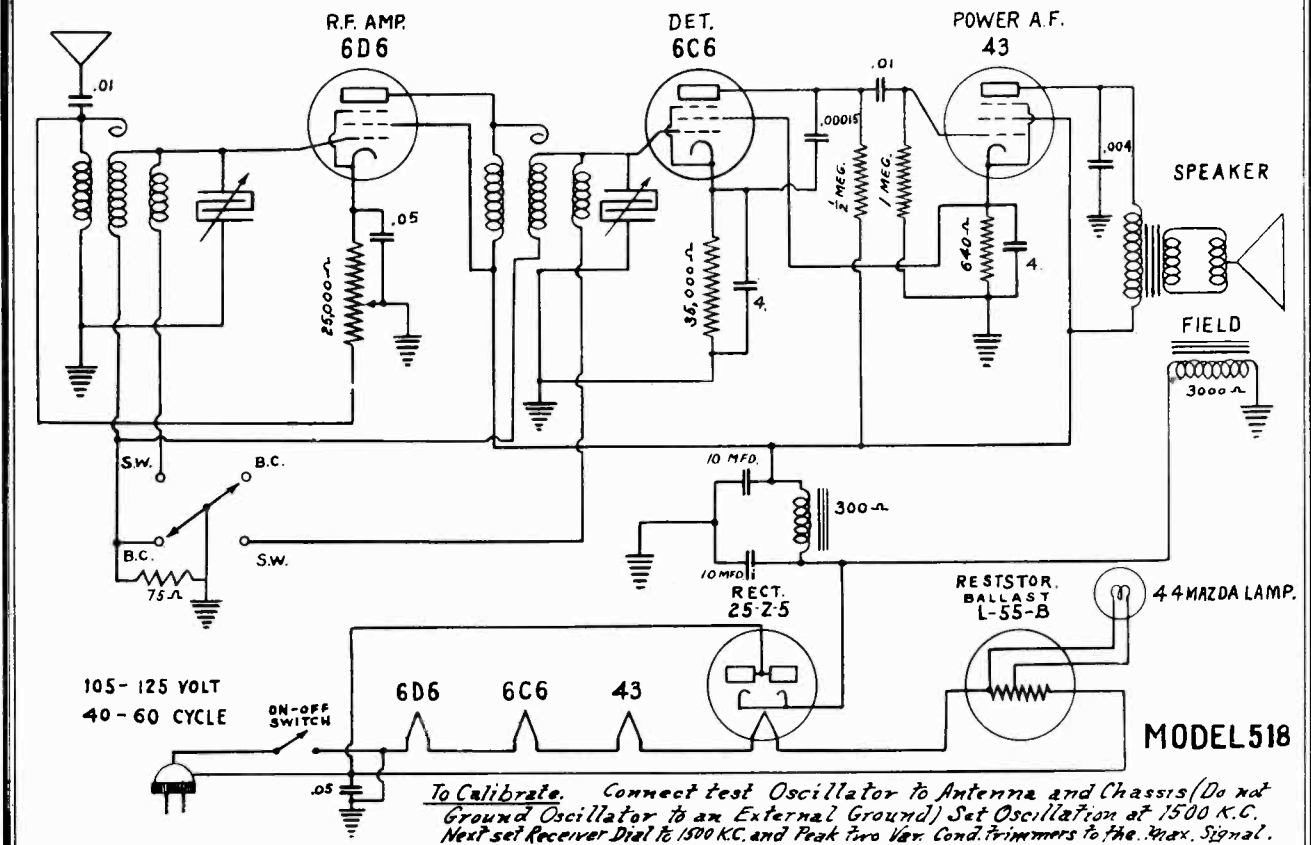 R.F. AMP.
6D6
DET.
6C6
POWER A.F.
43
.01
.01
.00015
½ MEG.
1 MEG.
.004
SPEAKER
.05
25,000Ω
35,000Ω
4.
640Ω
4.
FIELD
3000Ω
S.W.
B.C.
10 MFD.
300Ω
B.C.
S.W.
75Ω
10 MFD
RECT.
25-Z-5
RESTSTOR.
BALLAST
L-55-B
44 MAZDA LAMP.
105-125 VOLT
40-60 CYCLE
ON-OFF
SWITCH
6D6
6C6
43
MODEL 518
.05
To Calibrate. Connect test Oscillator to Antenna and Chassis (Do not
Ground Oscillator to an External Ground) Set Oscillation at 1500 K.C.
Next set Receiver Dial to 1500 KC. and Peak two Var. Cond. trimmers to the Max. Signal.